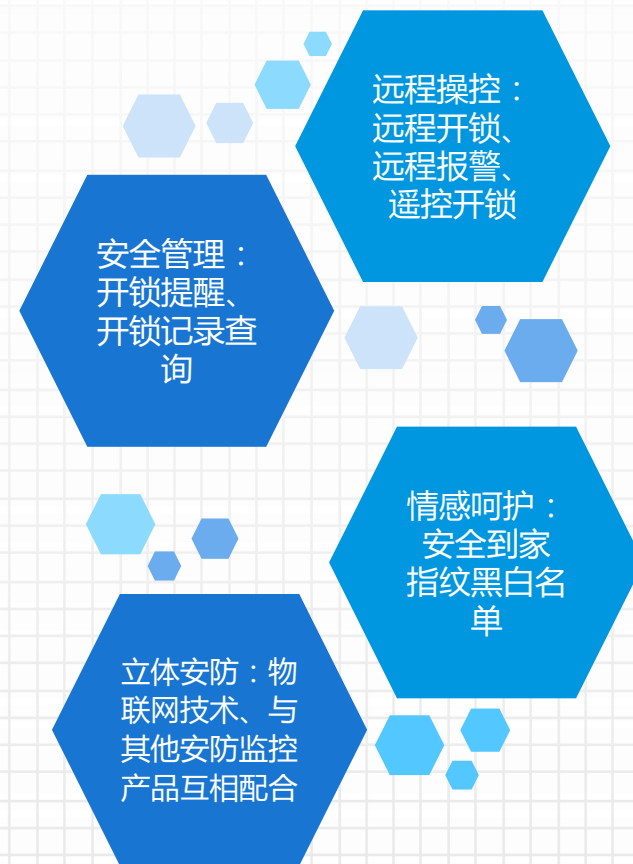 远程操控：
远程开锁、
远程报警、
遥控开锁
安全管理：
开锁提醒、
开锁记录查
询
情感呵护：
安全到家
指纹黑白名
单
立体安防：物
联网技术、与
其他安防监控
产品互相配合